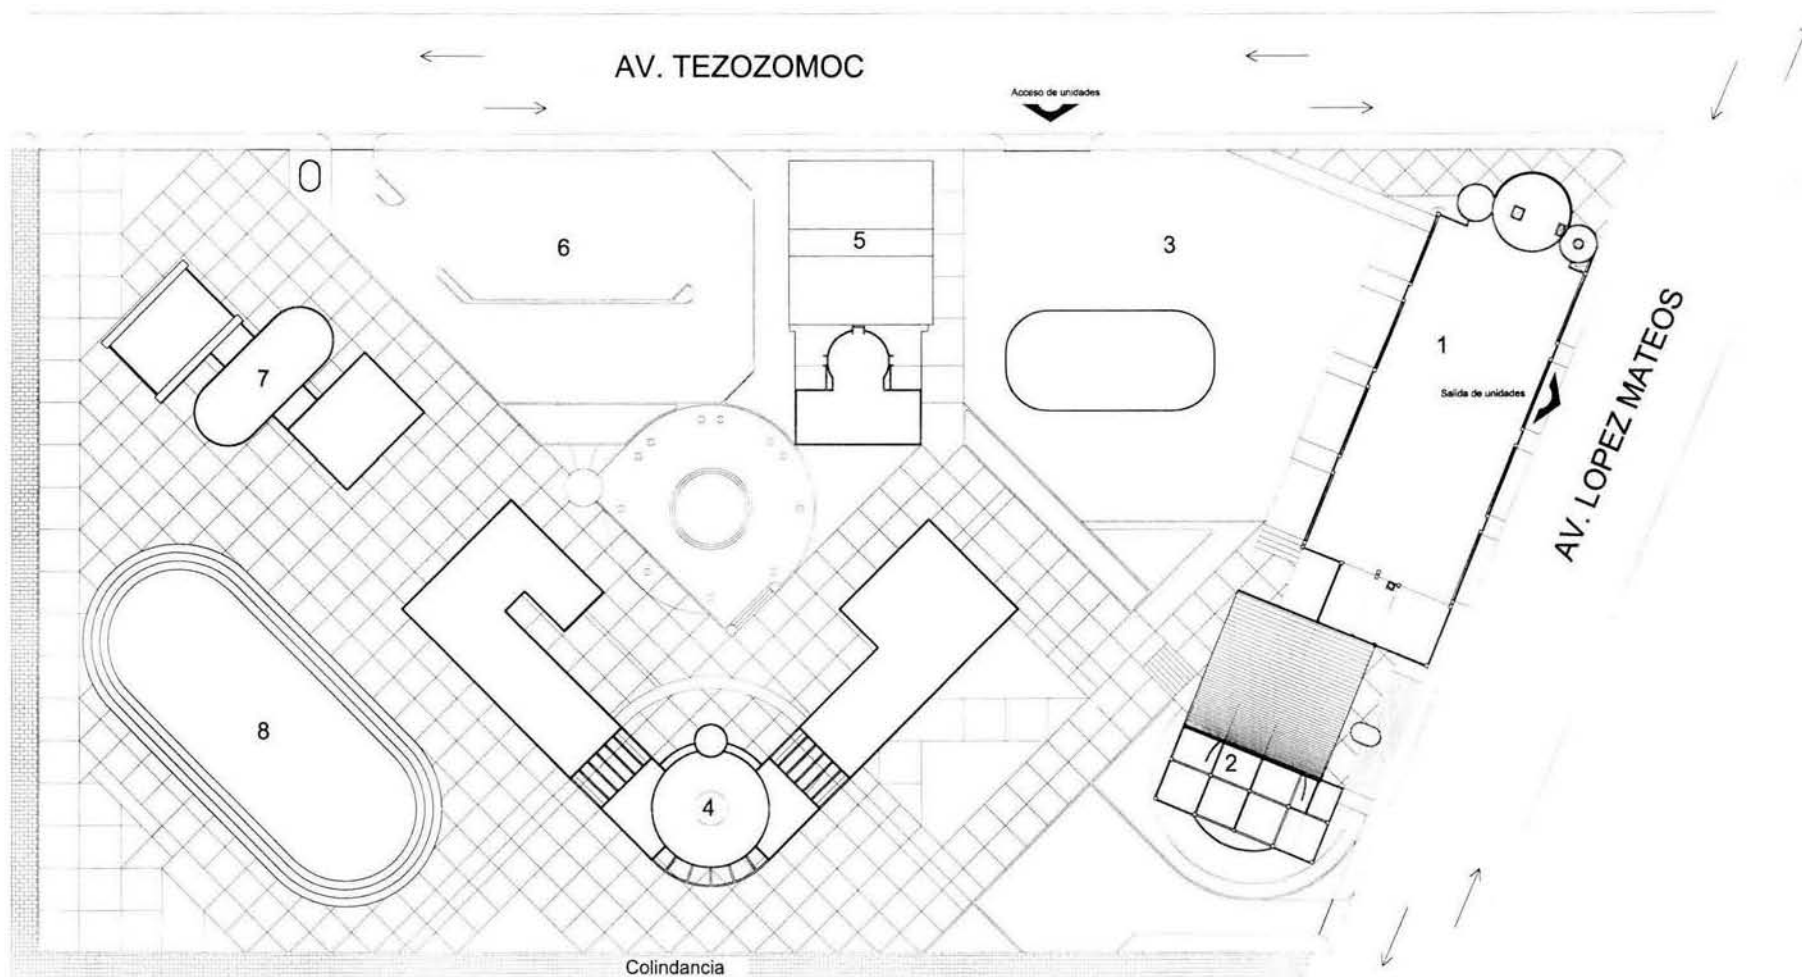 AV. TEZOZOMOC
Acceso de unidades
6
5
3
1
7
Salida de unidades
AV. LOPEZ MATEOS
8
4
2
Colindancia